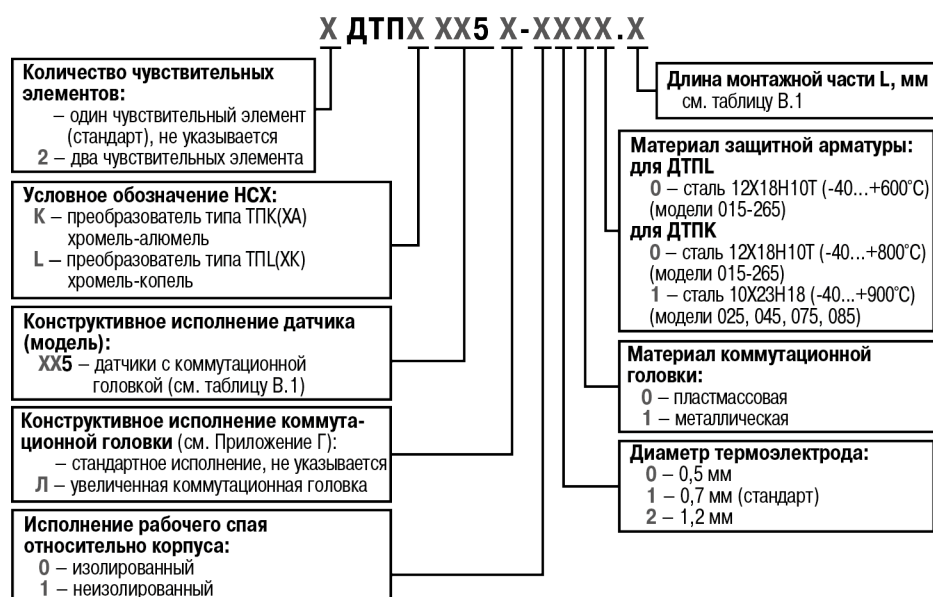 X ДТПX XX5 X-XXXX.X
Количество чувствительных
элементов:
– один чувствительный элемент
(стандарт), не указывается
2 – два чувствительных элемента
Условное обозначение НСХ:
K – преобразователь типа ТПК(ХА)
хромель-алюмель
L – преобразователь типа ТПL(ХК)
хромель-копель
Конструктивное исполнение датчика
(модель):
XX5 – датчики с коммутационной
головкой (см. таблицу В.1)
Конструктивное исполнение коммута-
ционной головки (см. Приложение Г):
– стандартное исполнение, не указывается
Л – увеличенная коммутационная головка
Исполнение рабочего спая
относительно корпуса:
0 – изолированный
1 – неизолированный
Длина монтажной части L, мм
см. таблицу В.1
Материал защитной арматуры:
для ДТПL
0 – сталь 12Х18Н10Т (-40...+600°С)
(модели 015-265)
для ДТПК
0 – сталь 12Х18Н10Т (-40...+800°С)
(модели 015-265)
1 – сталь 10Х23Н18 (-40...+900°С)
(модели 025, 045, 075, 085)
Материал коммутационной
головки:
0 – пластмассовая
1 – металлическая
Диаметр термоэлектрода:
0 – 0,5 мм
1 – 0,7 мм (стандарт)
2 – 1,2 мм